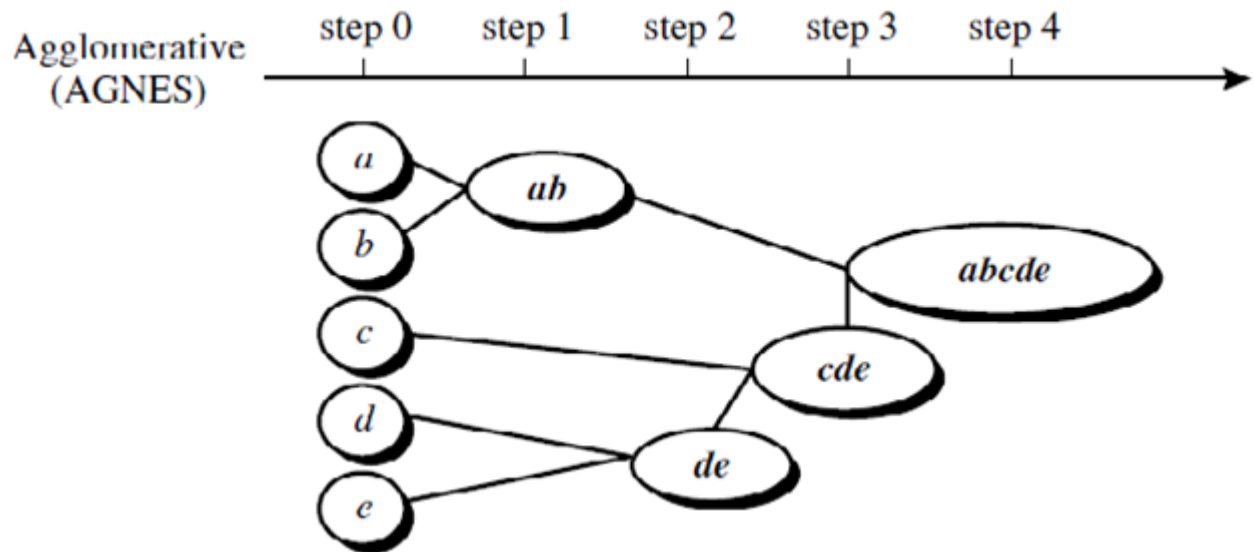 step 0 step 1 step 2 step 3 step 4
Agglomerative
(AGNES)
a
ab
b
abcde
c
cde
d
de
e